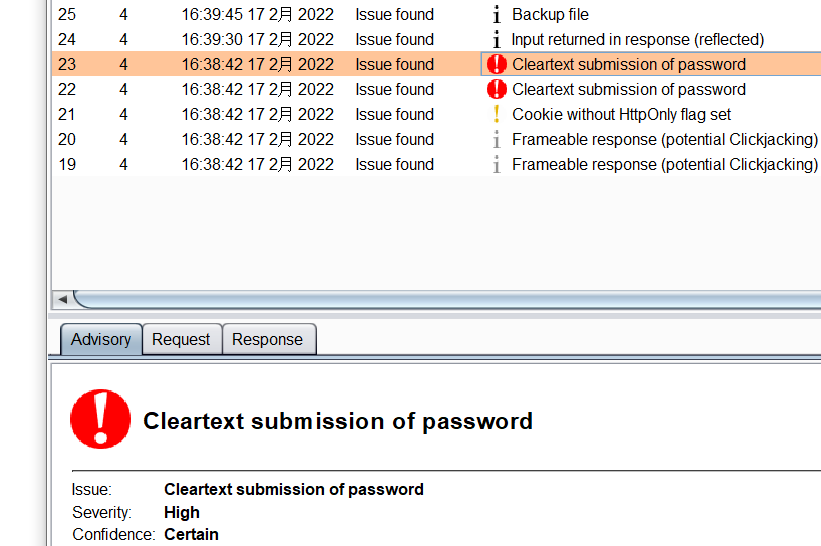 25 4 16:39:45 17 2月 2022 Issue found Backup file
24 4 16:39:30 17 2月 2022 Issue found Input returned in response (reflected)
23 4 16:38:42 17 2月 2022 Issue found Cleartext submission of password
22 4 16:38:42 17 2月 2022 Issue found Cleartext submission of password
21 4 16:38:42 17 2月 2022 Issue found Cookie without HttpOnly flag set
20 4 16:38:42 17 2月 2022 Issue found Frameable response (potential Clickjacking)
19 4 16:38:42 17 2月 2022 Issue found Frameable response (potential Clickjacking)
Advisory Request Response
Cleartext submission of password
Issue: Cleartext submission of password
Severity: High
Confidence: Certain